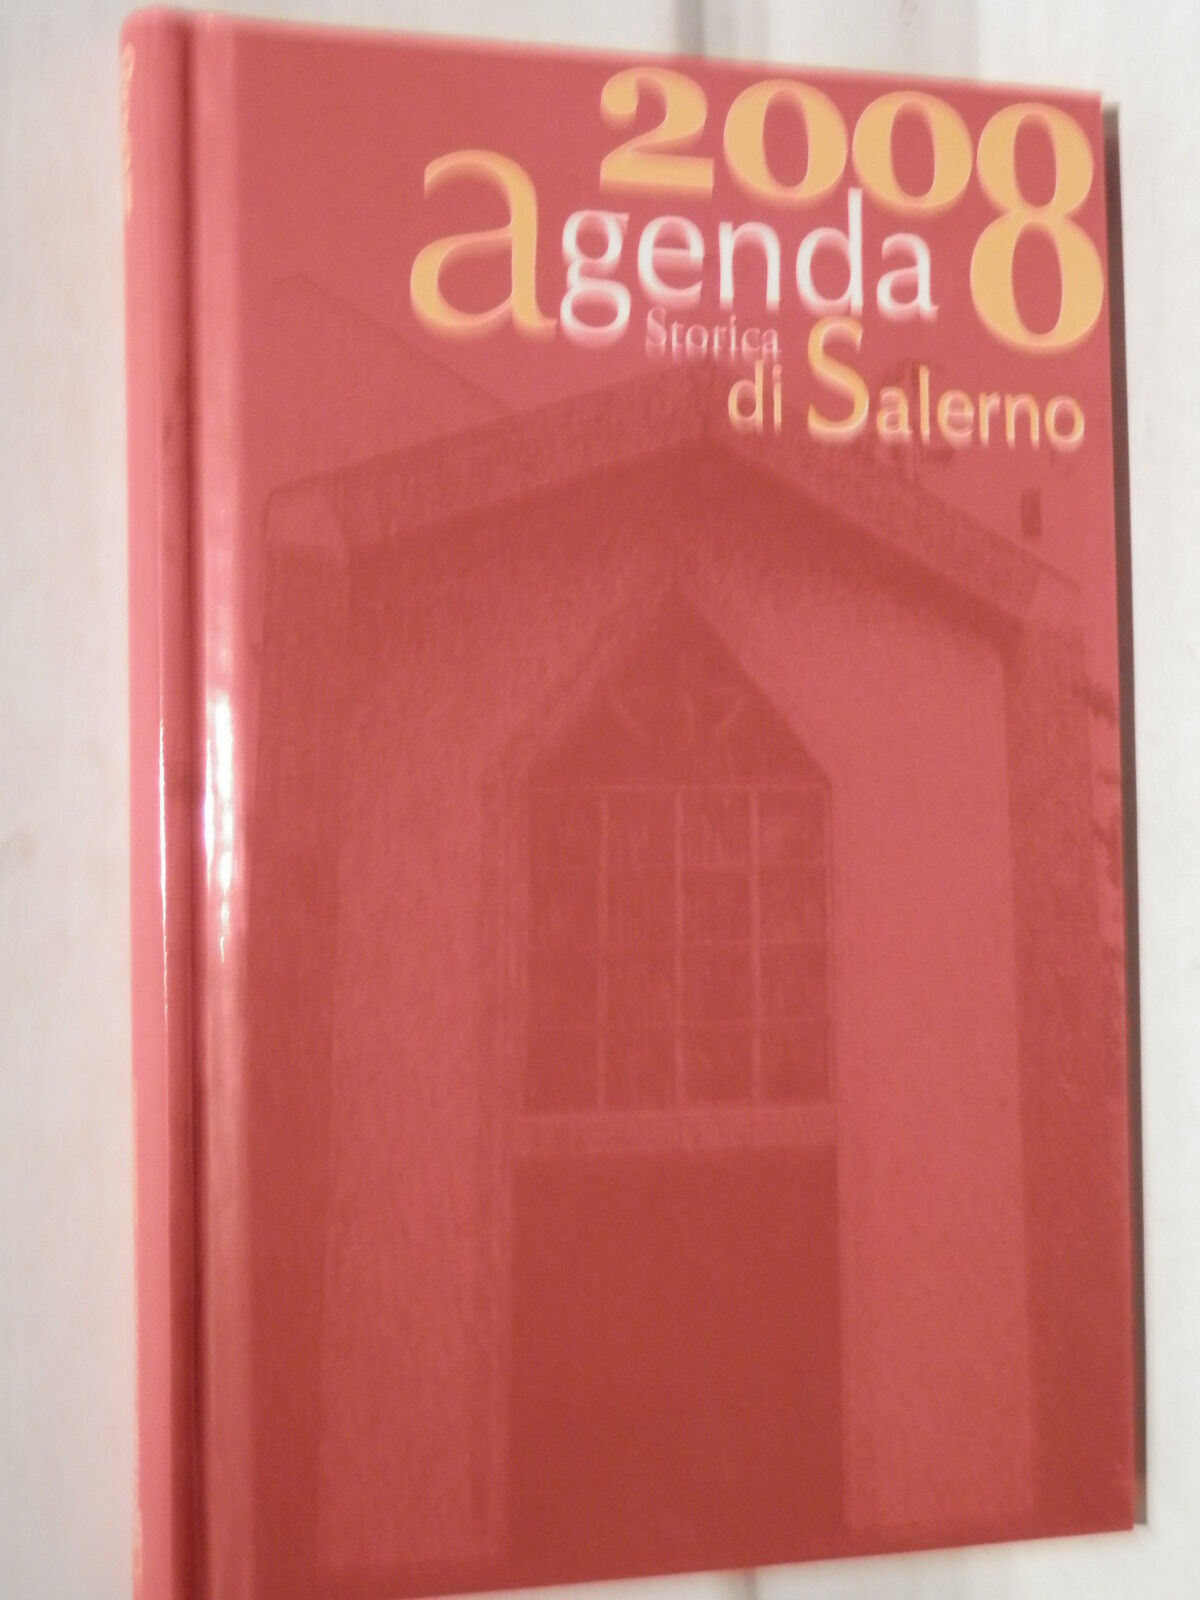 2008
agenda
Storica
di Salerno